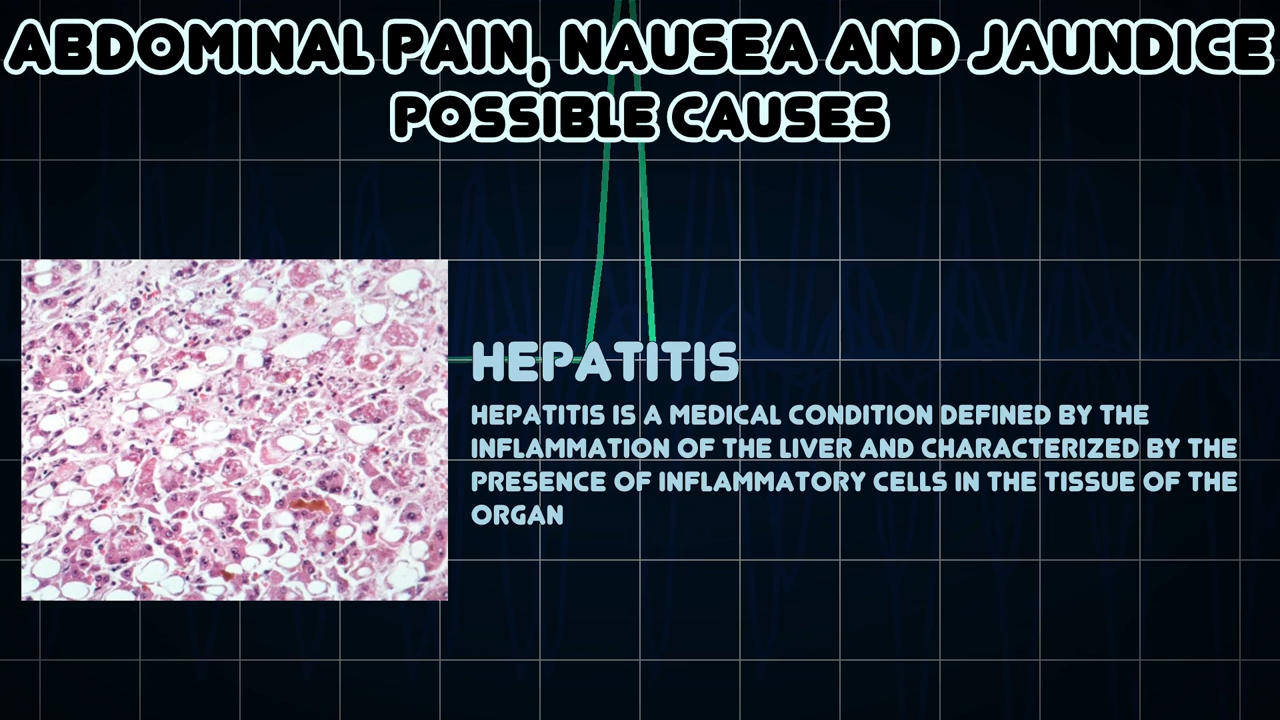 ABDOMINAL PAIN, NAUSEA AND JAUNDICE
POSSIBLE CAUSES
HEPATITIS
HEPATITIS IS A MEDICAL CONDITION DEFINED BY THE
INFLAMMATION OF THE LIVER AND CHARACTERIZED BY THE
PRESENCE OF INFLAMMATORY CELLS IN THE TISSUE OF THE
ORGAN